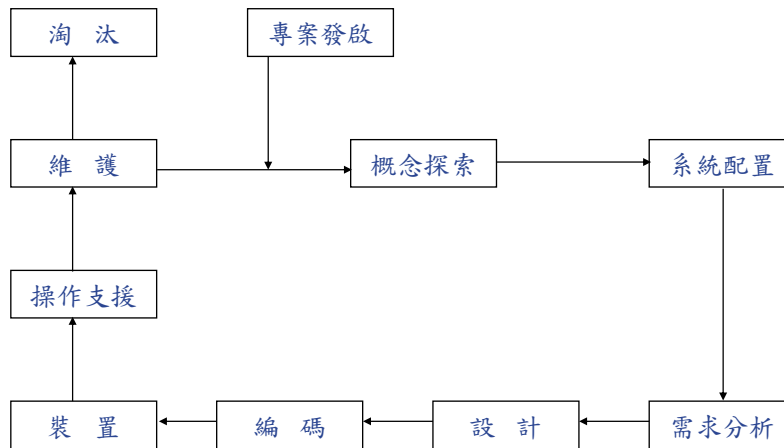 淘 汰
專案發啟
維 護
概念探索
系統配置
操作支援
裝 置
編 碼
設 計
需求分析